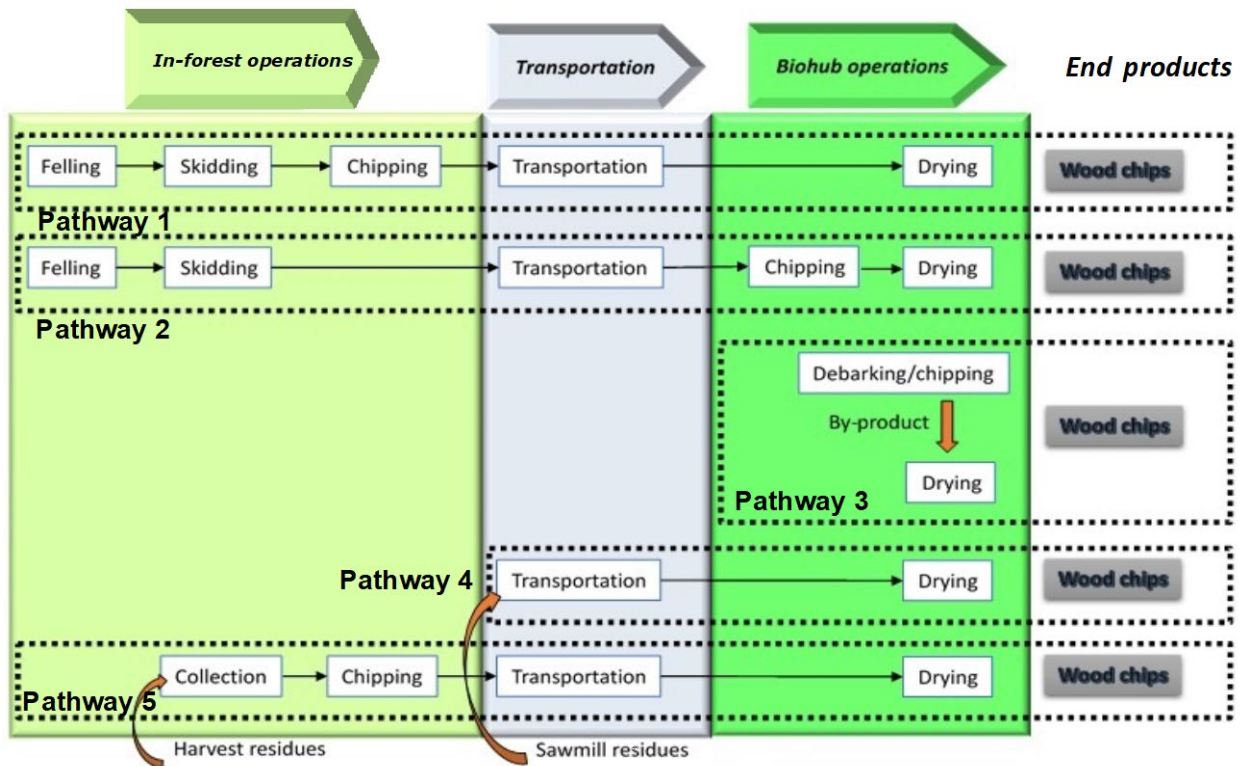 In-forest operations
Transportation
Biohub operations
End products
Felling
Skidding
Chipping
Transportation
Drying
Wood chips
Pathway 1
Felling
Skidding
Transportation
Chipping
Drying
Wood chips
Pathway 2
Debarking/chipping
By-product
Wood chips
Drying
Pathway 3
Pathway 4
Transportation
Drying
Wood chips
Collection
Chipping
Transportation
Drying
Wood chips
Pathway 5
Harvest residues
Sawmill residues